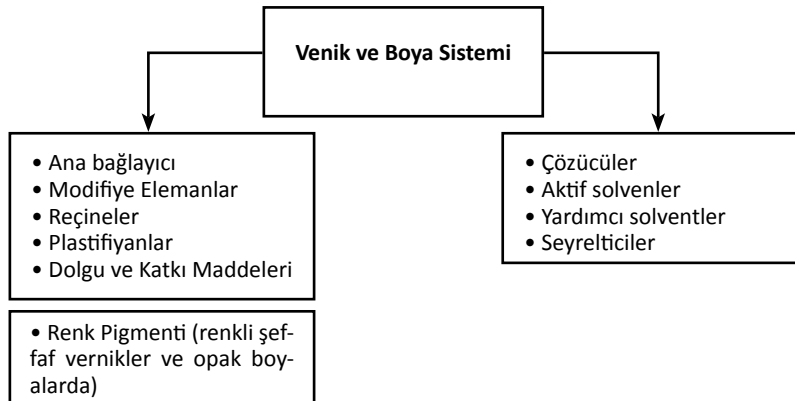 Venik ve Boya Sistemi
• Ana bağlayıcı
• Modifiye Elemanlar
• Reçineler
• Plastifiyanlar
• Dolgu ve Katkı Maddeleri
• Renk Pigmenti (renkli şef-
faf vernikler ve opak boy-
alarda)
• Çözücüler
• Aktif solvenler
• Yardımcı solventler
• Seyrelticiler